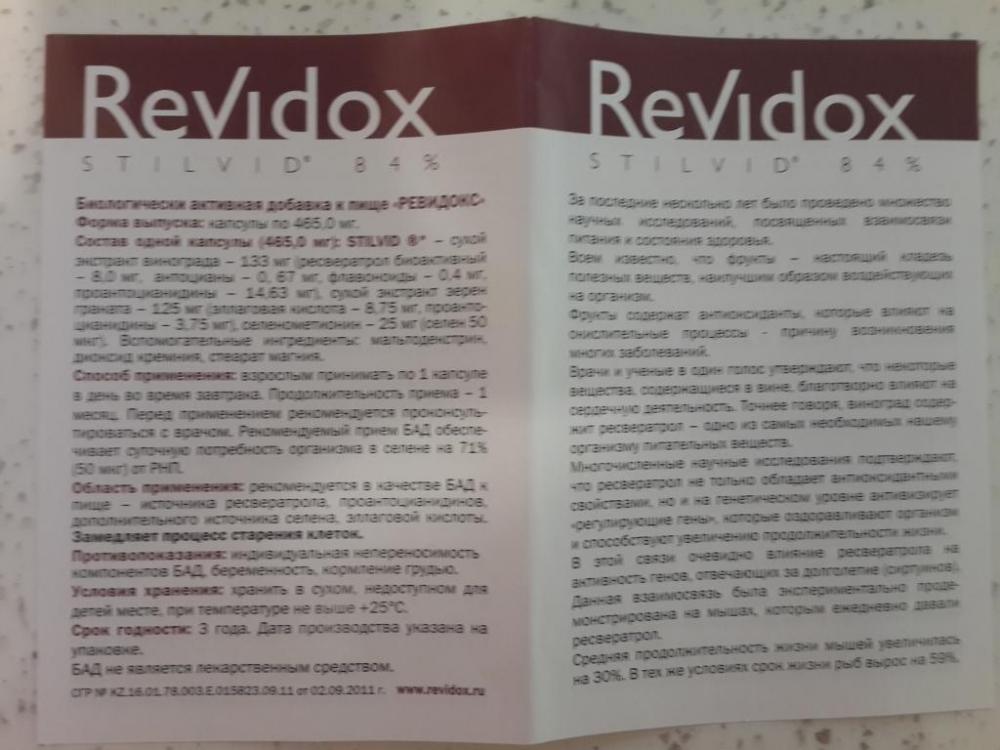 Revidox
STILVID® 84%
Биологически активная добавка к пище «РЕВИДОКС»
Форма выпуска: капсулы по 465,0 мг.
Состав одной капсулы (465,0 мг): STILVID ®* – сухой
экстракт винограда – 133 мг (ресвератрол биоактивный
– 8,0 мг, антоцианы – 0, 67 мг, флавоноиды – 0,4 мг,
проантоцианидины – 14,63 мг), сухой экстракт зерен
граната – 125 мг (эллаговая кислота – 8,75 мг, проанто-
цианидины – 3,75 мг), селенометионин – 25 мг (селен 50
мкг). Вспомогательные ингредиенты: мальтодекстрин,
диоксид кремния, стеарат магния.
Способ применения: взрослым принимать по 1 капсуле
в день во время завтрака. Продолжительность приема – 1
месяц. Перед применением рекомендуется проконсуль-
тироваться с врачом. Рекомендуемый прием БАД обеспе-
чивает суточную потребность организма в селене на 71%
(50 мкг) от РНП.
Область применения: рекомендуется в качестве БАД к
пище – источника ресвератрола, проантоцианидинов,
дополнительного источника селена, эллаговой кислоты.
Замедляет процесс старения клеток.
Противопоказания: индивидуальная непереносимость
компонентов БАД, беременность, кормление грудью.
Условия хранения: хранить в сухом, недоступном для
детей месте, при температуре не выше +25°С.
Срок годности: 3 года. Дата производства указана на
упаковке.
БАД не является лекарственным средством.
СГР № KZ.16.01.78.003.E.015823.09.11 от 02.09.2011 г. www.revidox.ru
Revidox
STILVID® 84%
За последние несколько лет было проведено множество
научных исследований, посвященных взаимосвязи
питания и состояния здоровья.
Всем известно, что фрукты – настоящий кладезь
полезных веществ, наилучшим образом воздействующих
на организм.
Фрукты содержат антиоксиданты, которые влияют на
окислительные процессы - причину возникновения
многих заболеваний.
Врачи и ученые в один голос утверждают, что некоторые
вещества, содержащиеся в вине, благотворно влияют на
сердечную деятельность. Точнее говоря, виноград содер-
жит ресвератрол – одно из самых необходимых нашему
организму питательных веществ.
Многочисленные научные исследования подтверждают,
что ресвератрол не только обладает антиоксидантными
свойствами, но и на генетическом уровне активизирует
«регулирующие гены», которые оздоравливают организм
и способствуют увеличению продолжительности жизни.
В этой связи очевидно влияние ресвератрола на
активность генов, отвечающих за долголетие (сиртуинов).
Данная взаимосвязь была экспериментально проде-
монстрирована на мышах, которым ежедневно давали
ресвератрол.
Средняя продолжительность жизни мышей увеличилась
на 30%. В тех же условиях срок жизни рыб вырос на 59%.